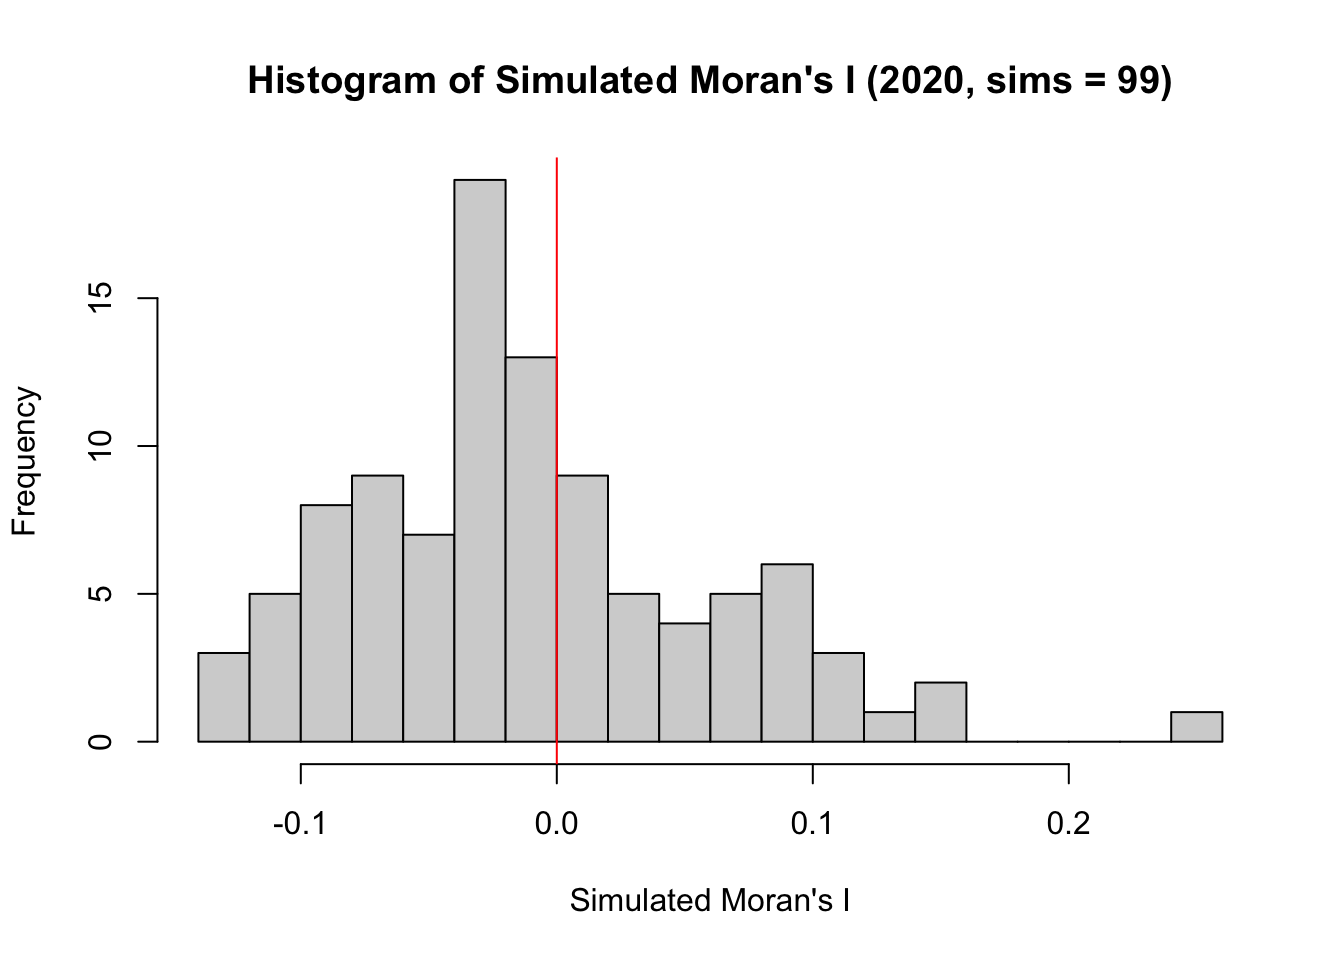 Histogram of Simulated Moran's I (2020, sims = 99)
Frequency
15
10
5
0
-0.1 0.0 0.1 0.2
Simulated Moran's I